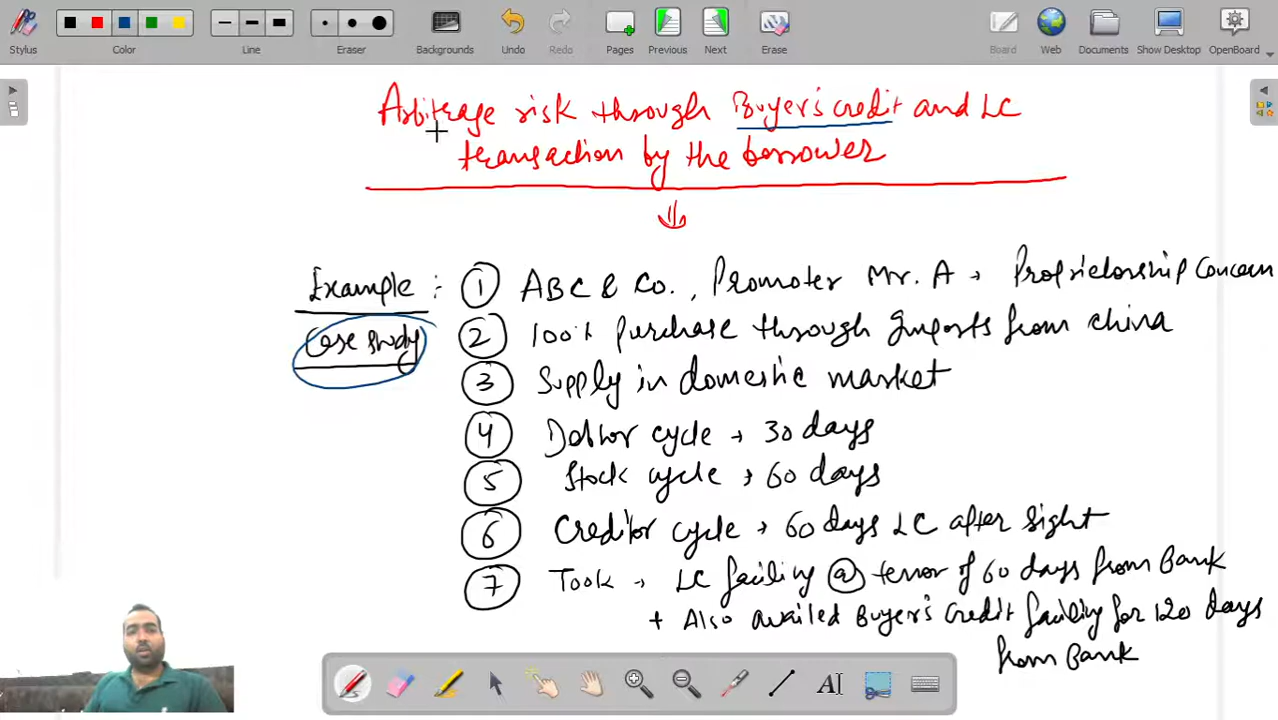 Stylus Color Line Eraser Backgrounds Undo Redo Pages Previous Next Erase Board Web Documents Show Desktop OpenBoard
Arbitrage risk through Buyer's credit and LC
transaction by the borrower
Example : 1 ABC & Co., Promoter Mr. A → Proprietorship Concern
Case study 2 100% purchase through Imports from china
3 Supply in domestic market
4 Debtor cycle → 30 days
5 Stock cycle → 60 days
6 Creditor cycle → 60 days LC after sight
7 Took → LC facility @ tenor of 60 days from Bank
+ Also availed Buyer's Credit facility for 120 days
from Bank